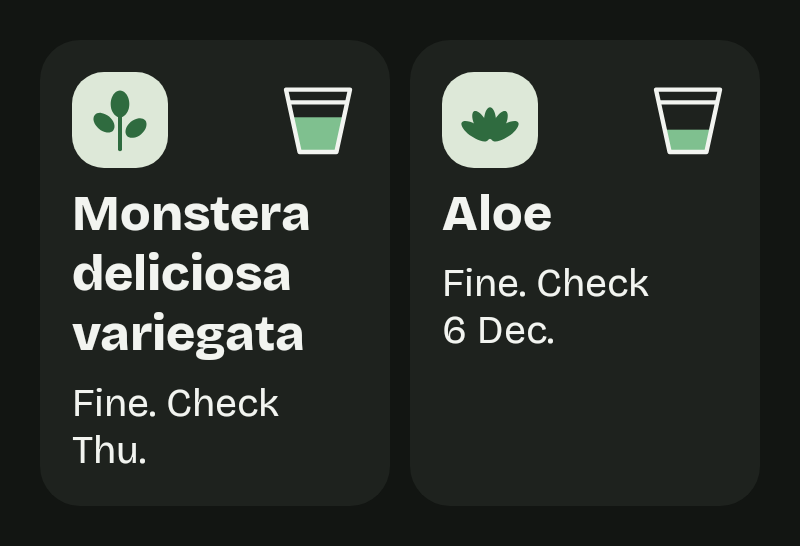 Monstera
deliciosa
variegata
Fine. Check
Thu.
Aloe
Fine. Check
6 Dec.